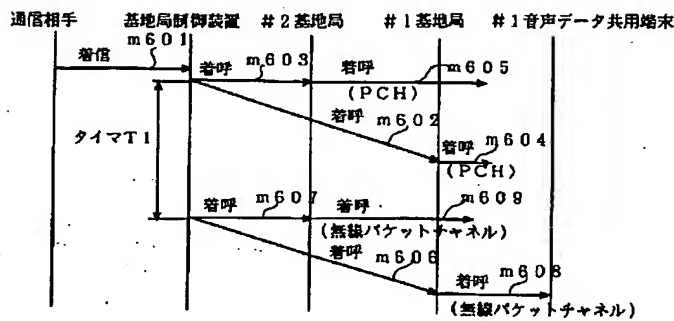 通信相手 基地局制御装置 #2基地局 #1基地局 #1音声データ共用端末
着信 m601
着呼 m603 着呼 m605
(PCH)
タイマT1
着呼 m602 着呼 m604
(PCH)
着呼 m607 着呼 m609
(無線パケットチャネル)
着呼 m606 着呼 m608
(無線パケットチャネル)